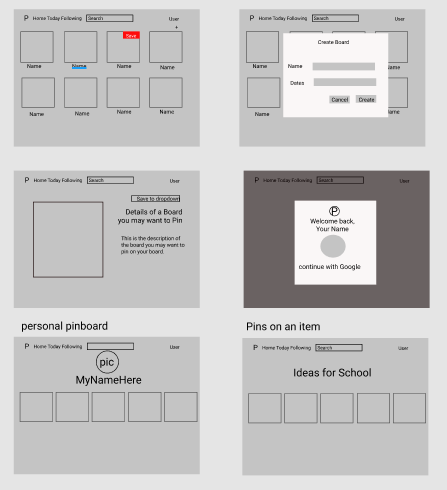 P Home Today Following Search User
+
Save
Name Name Name Name
Name Name Name Name
P Home Today Following Search User
Create Board
Name
Dates
Cancel Create
Name Name
Name Name Name Name
P Home Today Following Search User
Save to dropdown
Details of a Board
you may want to Pin
This is the description of
the board you may want to
pin on your board.
P Home Today Following Search User
P
Welcome back,
Your Name
continue with Google
personal pinboard
P Home Today Following User
pic
MyNameHere
Pins on an item
P Home Today Following Search User
Ideas for School